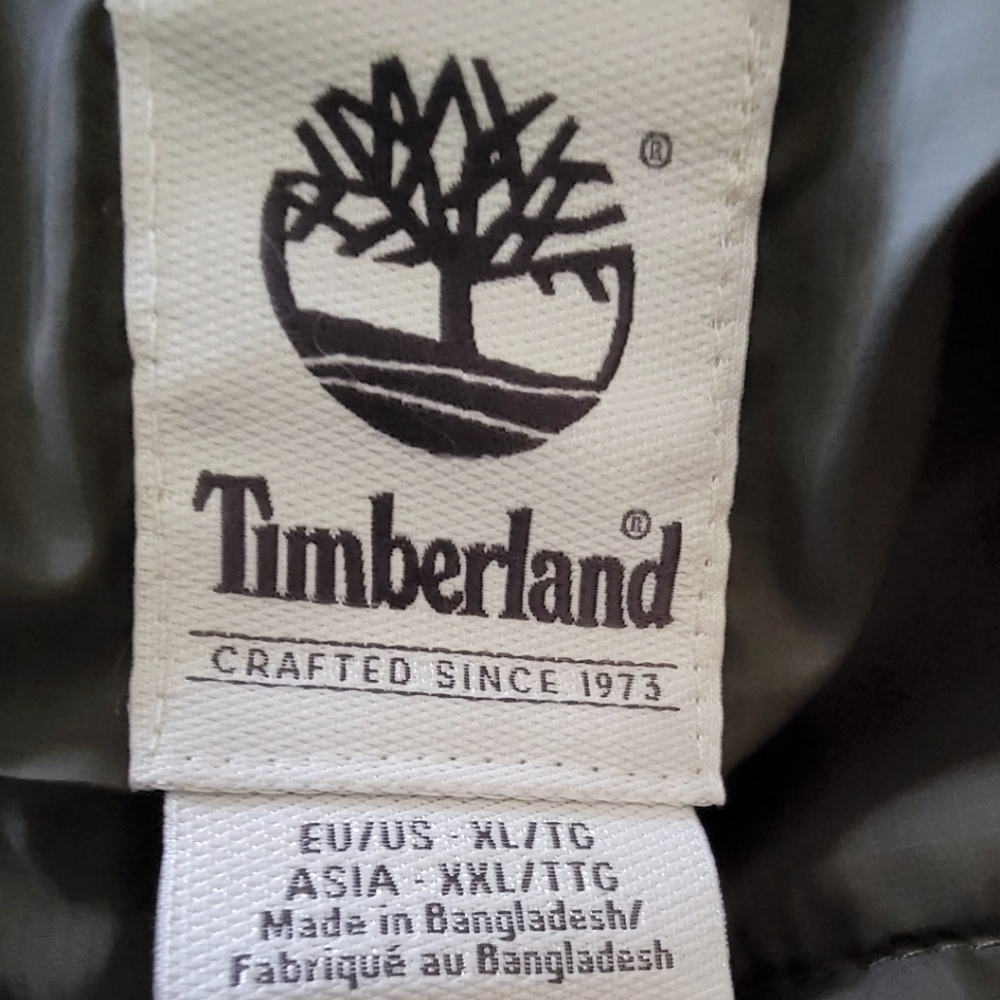 ®
Timberland®
CRAFTED SINCE 1973
EU/US - XL/TG
ASIA - XXL/TTG
Made in Bangladesh/
Fabriqué au Bangladesh